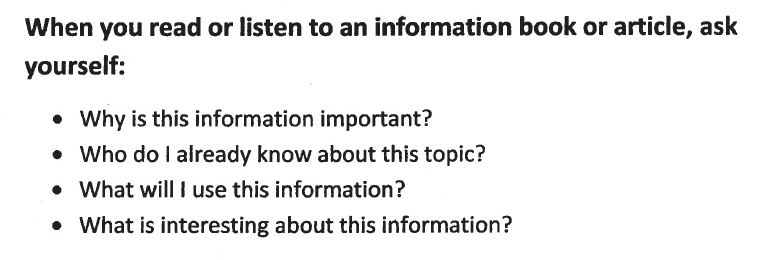 When you read or listen to an information book or article, ask
yourself:
• Why is this information important?
• Who do I already know about this topic?
• What will I use this information?
• What is interesting about this information?